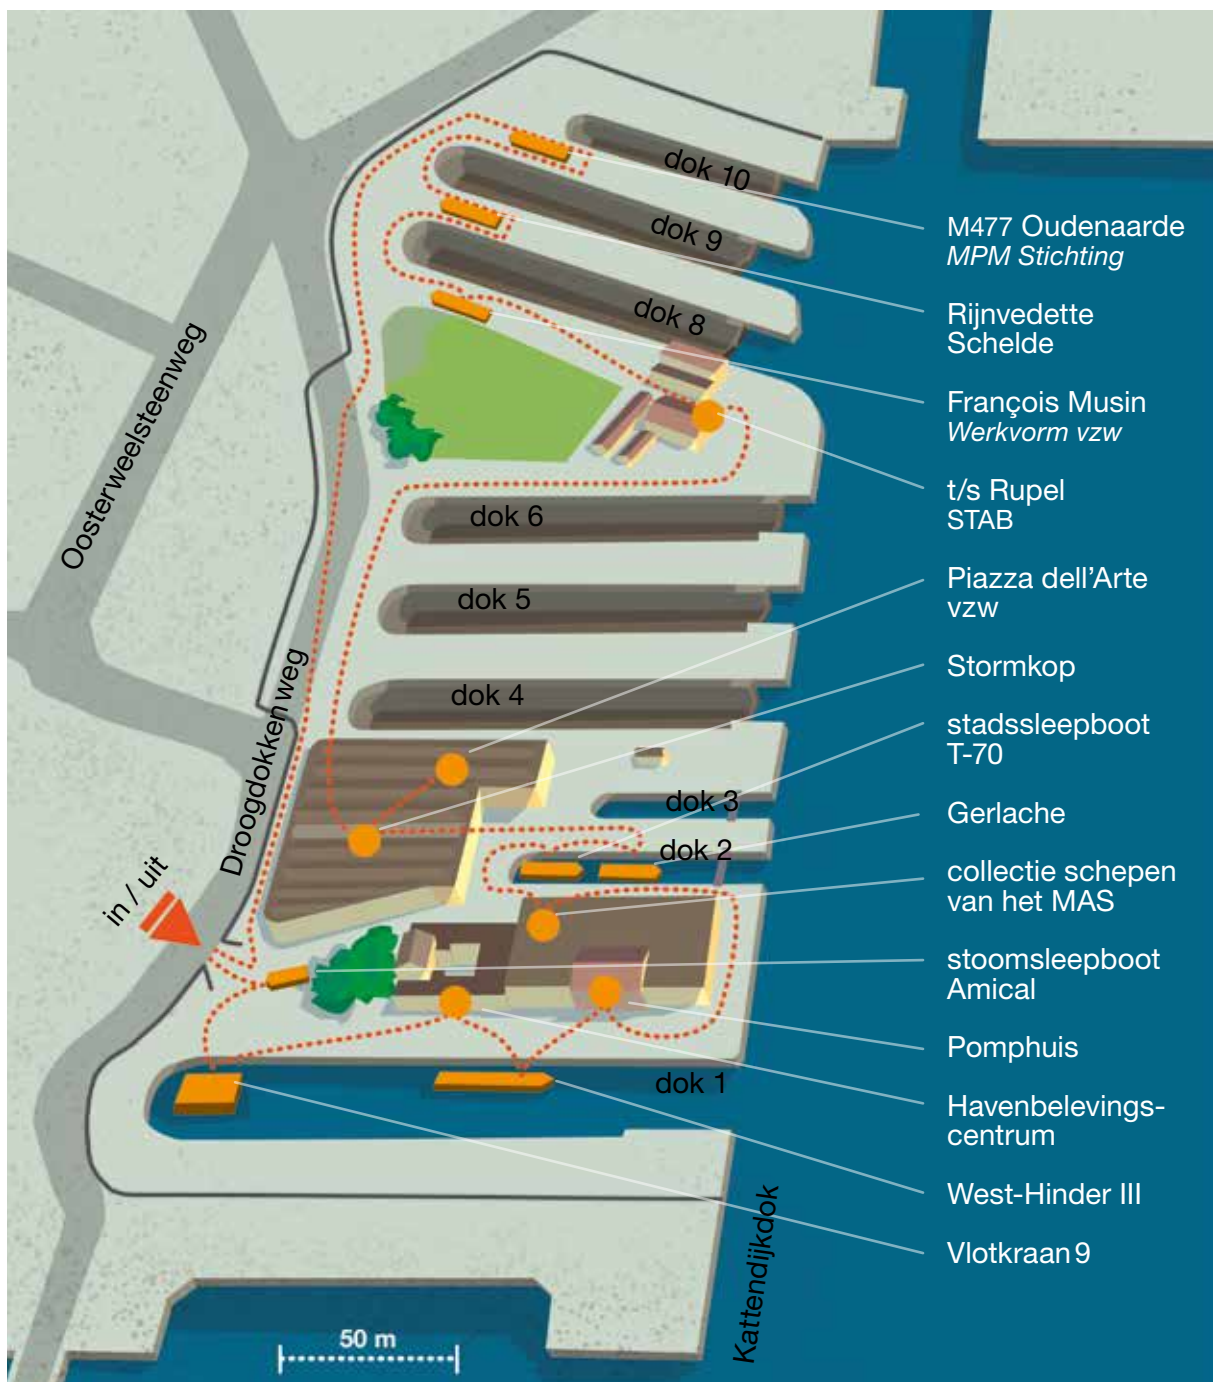 dok 10
dok 9
dok 8
dok 6
dok 5
dok 4
dok 3
dok 2
dok 1
Oosterweelsteenweg
Droogdokkenweg
in / uit
Kattendijkdok
50 m
M477 Oudenaarde
MPM Stichting
Rijnvedette
Schelde
François Musin
Werkvorm vzw
t/s Rupel
STAB
Piazza dell'Arte
vzw
Stormkop
stadssleepboot
T-70
Gerlache
collectie schepen
van het MAS
stoomsleepboot
Amical
Pomphuis
Havenbelevings-
centrum
West-Hinder III
Vlotkraan 9